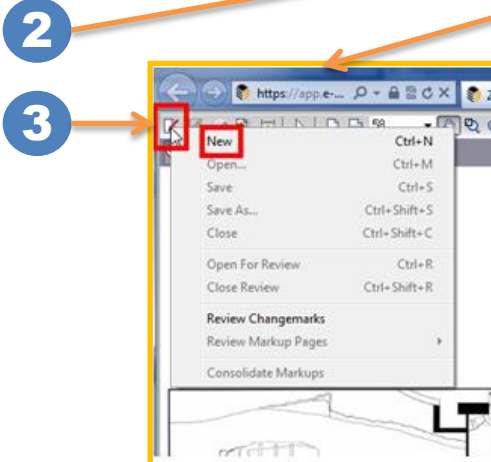 2
https://app.e-...
3
58
New Ctrl+N
Open... Ctrl+M
Save Ctrl+S
Save As... Ctrl+Shift+S
Close Ctrl+Shift+C
Open For Review Ctrl+R
Close Review Ctrl+Shift+R
Review Changemarks
Review Markup Pages
Consolidate Markups